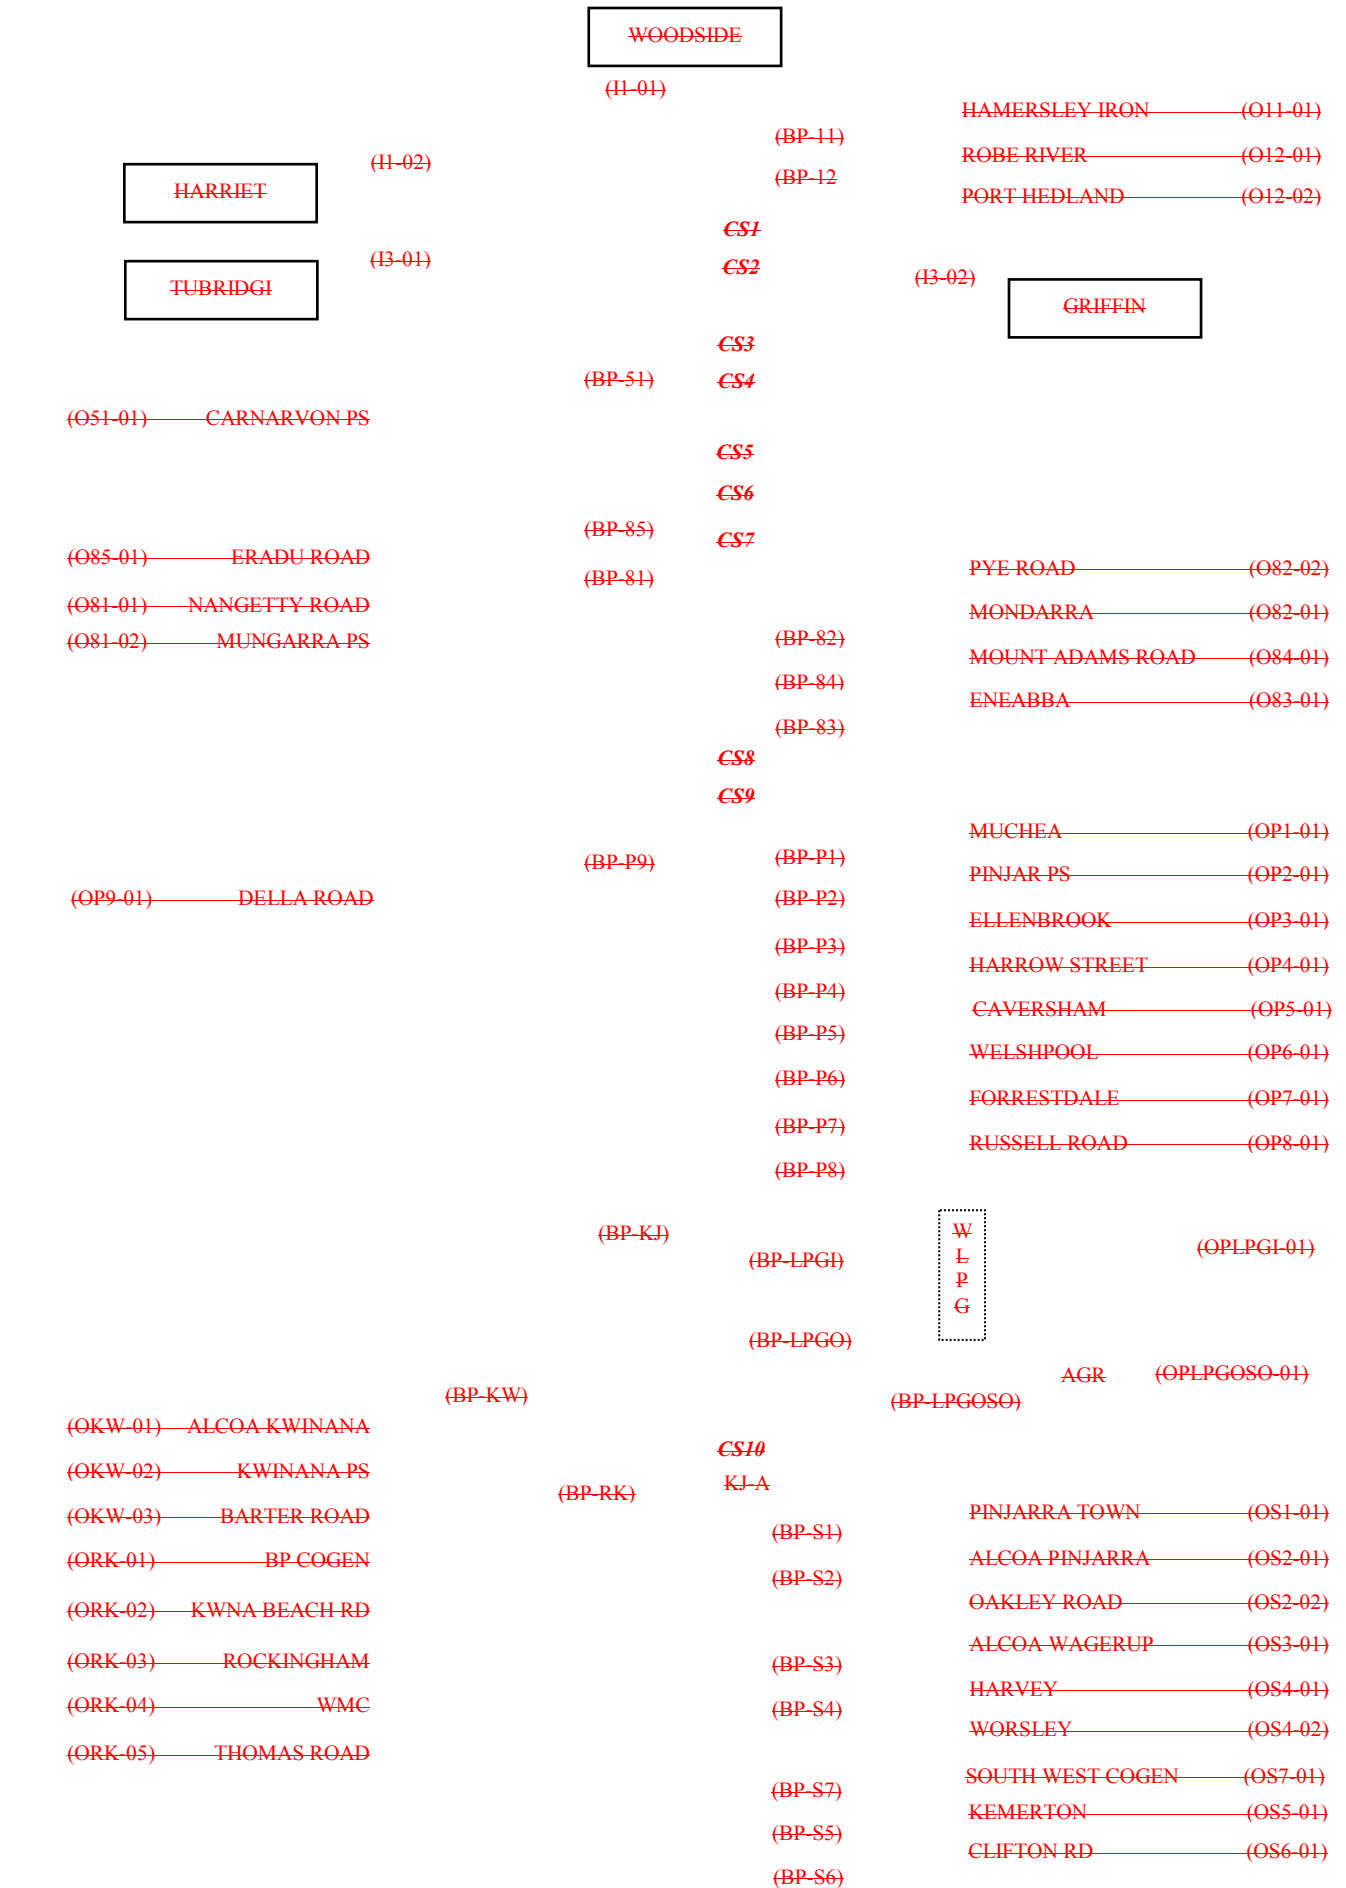 WOODSIDE
(I1-01)
HAMERSLEY IRON (O11-01)
(BP-11)
ROBE RIVER (O12-01)
(I1-02)
(BP-12
HARRIET
PORT HEDLAND (O12-02)
CS1
(I3-01)
CS2
(I3-02)
TUBRIDGI
GRIFFIN
CS3
(BP-51)
CS4
(O51-01) CARNARVON PS
CS5
CS6
(BP-85)
CS7
(O85-01) ERADU ROAD
PYE ROAD (O82-02)
(BP-81)
(O81-01) NANGETTY ROAD
MONDARRA (O82-01)
(O81-02) MUNGARRA PS
(BP-82)
MOUNT ADAMS ROAD (O84-01)
(BP-84)
ENEABBA (O83-01)
(BP-83)
CS8
CS9
MUCHEA (OP1-01)
(BP-P9)
(BP-P1)
PINJAR PS (OP2-01)
(OP9-01) DELLA ROAD
(BP-P2)
ELLENBROOK (OP3-01)
(BP-P3)
HARROW STREET (OP4-01)
(BP-P4)
CAVERSHAM (OP5-01)
(BP-P5)
WELSHPOOL (OP6-01)
(BP-P6)
FORRESTDALE (OP7-01)
(BP-P7)
RUSSELL ROAD (OP8-01)
(BP-P8)
(BP-KJ)
W
L
P
G
(OPLPGI-01)
(BP-LPGI)
(BP-LPGO)
AGR (OPLPGOSO-01)
(BP-KW)
(BP-LPGOSO)
(OKW-01) ALCOA KWINANA
CS10
(OKW-02) KWINANA PS
KJ-A
(BP-RK)
(OKW-03) BARTER ROAD
PINJARRA TOWN (OS1-01)
(BP-S1)
(ORK-01) BP COGEN
ALCOA PINJARRA (OS2-01)
(BP-S2)
(ORK-02) KWNA BEACH RD
OAKLEY ROAD (OS2-02)
ALCOA WAGERUP (OS3-01)
(ORK-03) ROCKINGHAM
(BP-S3)
HARVEY (OS4-01)
(ORK-04) WMC
(BP-S4)
WORSLEY (OS4-02)
(ORK-05) THOMAS ROAD
SOUTH WEST COGEN (OS7-01)
(BP-S7)
KEMERTON (OS5-01)
(BP-S5)
CLIFTON RD (OS6-01)
(BP-S6)